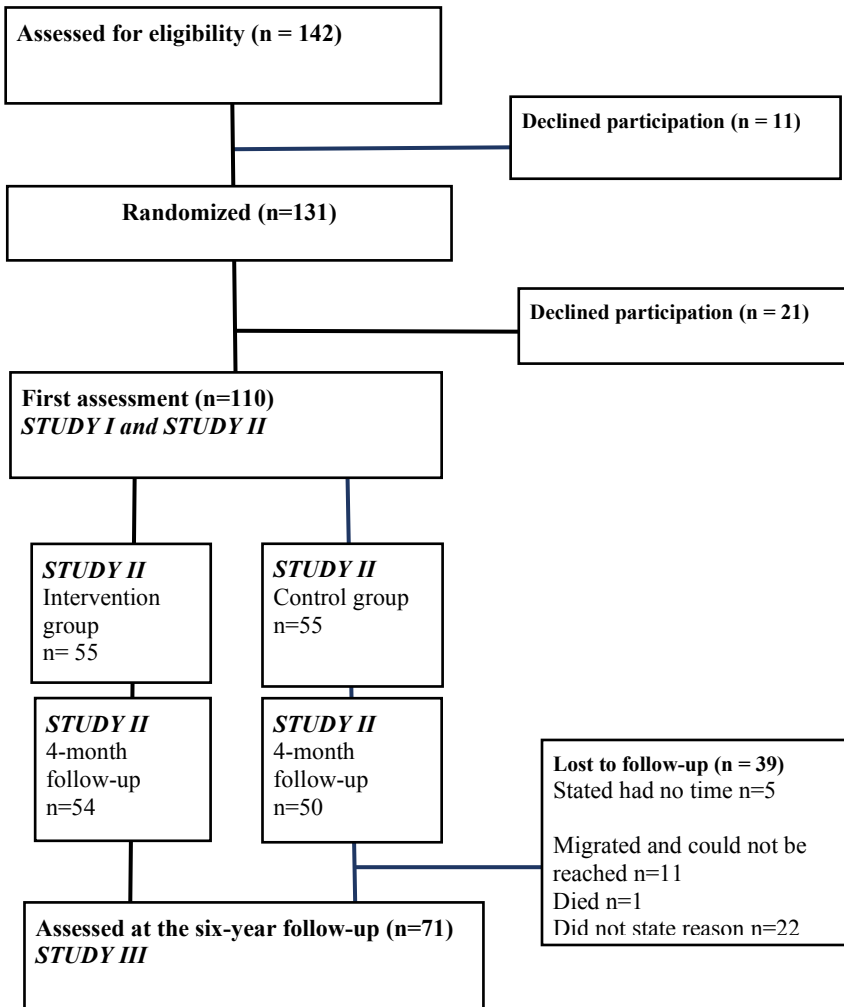 Assessed for eligibility (n = 142)
Declined participation (n = 11)
Randomized (n=131)
Declined participation (n = 21)
First assessment (n=110)
STUDY I and STUDY II
STUDY II
Intervention
group
n= 55
STUDY II
Control group
n=55
STUDY II
4-month
follow-up
n=54
STUDY II
4-month
follow-up
n=50
Lost to follow-up (n = 39)
Stated had no time n=5
Migrated and could not be
reached n=11
Died n=1
Did not state reason n=22
Assessed at the six-year follow-up (n=71)
STUDY III